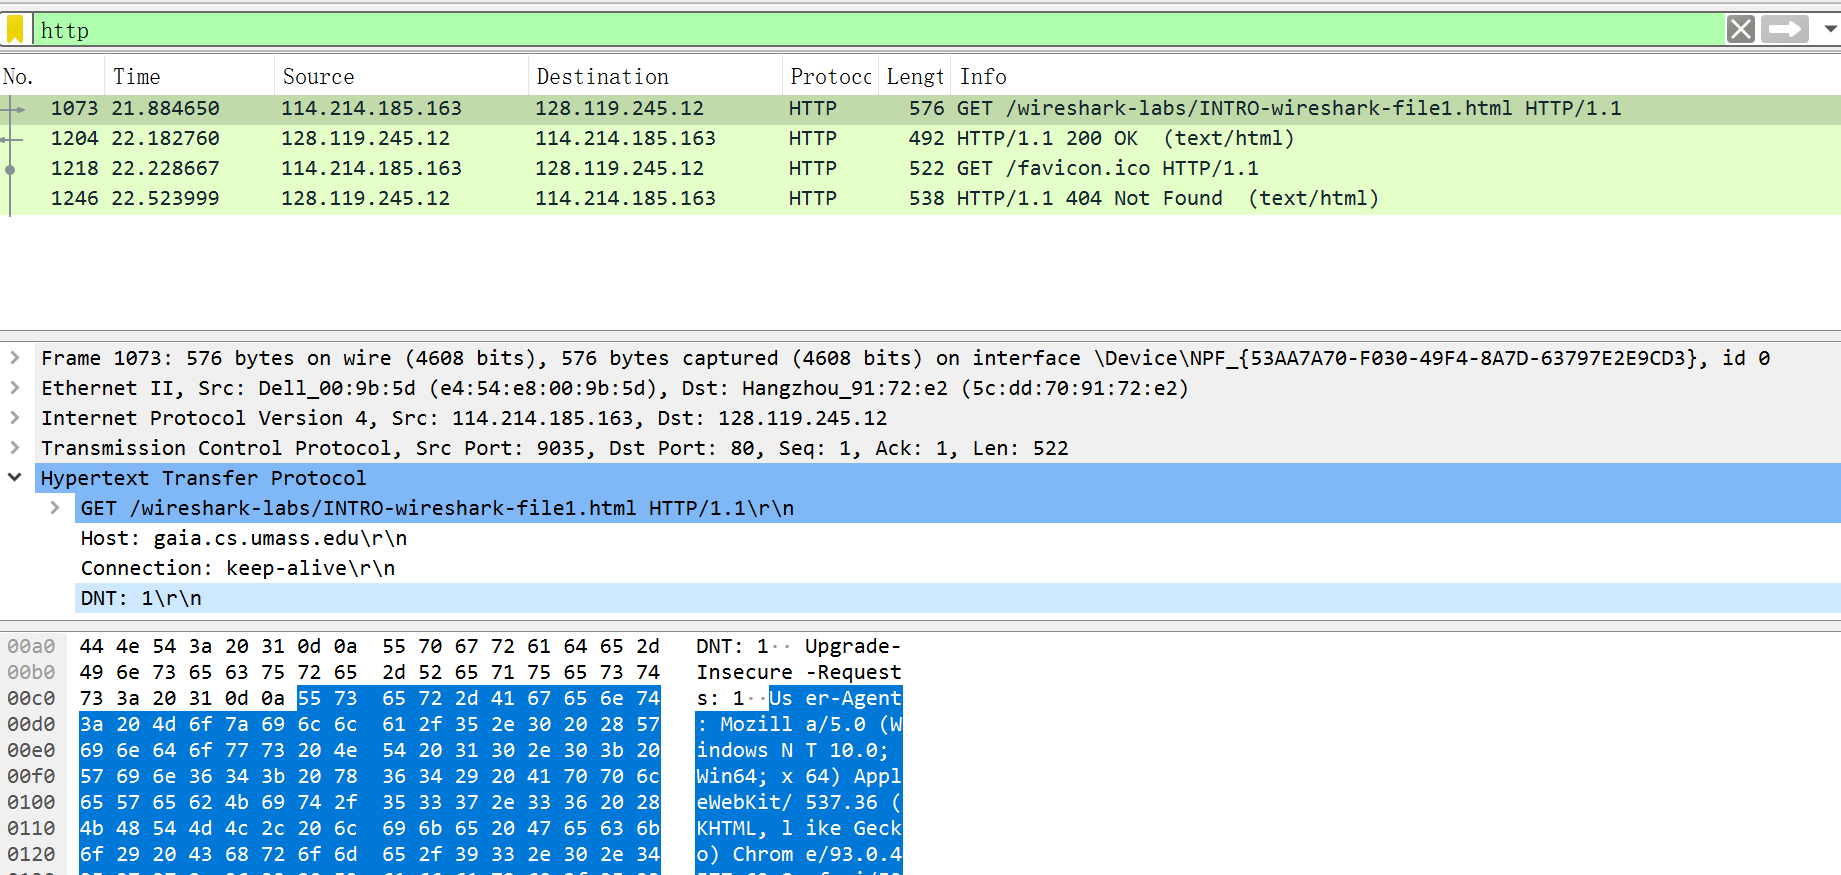 http
No. Time Source Destination Protocc Lengt Info
1073 21.884650 114.214.185.163 128.119.245.12 HTTP 576 GET /wireshark-labs/INTRO-wireshark-file1.html HTTP/1.1
1204 22.182760 128.119.245.12 114.214.185.163 HTTP 492 HTTP/1.1 200 OK  (text/html)
1218 22.228667 114.214.185.163 128.119.245.12 HTTP 522 GET /favicon.ico HTTP/1.1
1246 22.523999 128.119.245.12 114.214.185.163 HTTP 538 HTTP/1.1 404 Not Found  (text/html)
Frame 1073: 576 bytes on wire (4608 bits), 576 bytes captured (4608 bits) on interface \Device\NPF_{53AA7A70-F030-49F4-8A7D-63797E2E9CD3}, id 0
Ethernet II, Src: Dell_00:9b:5d (e4:54:e8:00:9b:5d), Dst: Hangzhou_91:72:e2 (5c:dd:70:91:72:e2)
Internet Protocol Version 4, Src: 114.214.185.163, Dst: 128.119.245.12
Transmission Control Protocol, Src Port: 9035, Dst Port: 80, Seq: 1, Ack: 1, Len: 522
Hypertext Transfer Protocol
GET /wireshark-labs/INTRO-wireshark-file1.html HTTP/1.1\r\n
Host: gaia.cs.umass.edu\r\n
Connection: keep-alive\r\n
DNT: 1\r\n
00a0 44 4e 54 3a 20 31 0d 0a 55 70 67 72 61 64 65 2d DNT: 1·· Upgrade-
00b0 49 6e 73 65 63 75 72 65 2d 52 65 71 75 65 73 74 Insecure -Request
00c0 73 3a 20 31 0d 0a 55 73 65 72 2d 41 67 65 6e 74 s: 1··Us er-Agent
00d0 3a 20 4d 6f 7a 69 6c 6c 61 2f 35 2e 30 20 28 57 : Mozill a/5.0 (W
00e0 69 6e 64 6f 77 73 20 4e 54 20 31 30 2e 30 3b 20 indows N T 10.0;
00f0 57 69 6e 36 34 3b 20 78 36 34 29 20 41 70 70 6c Win64; x 64) Appl
0100 65 57 65 62 4b 69 74 2f 35 33 37 2e 33 36 20 28 eWebKit/ 537.36 (
0110 4b 48 54 4d 4c 2c 20 6c 69 6b 65 20 47 65 63 6b KHTML, l ike Geck
0120 6f 29 20 43 68 72 6f 6d 65 2f 39 33 2e 30 2e 34 o) Chrom e/93.0.4